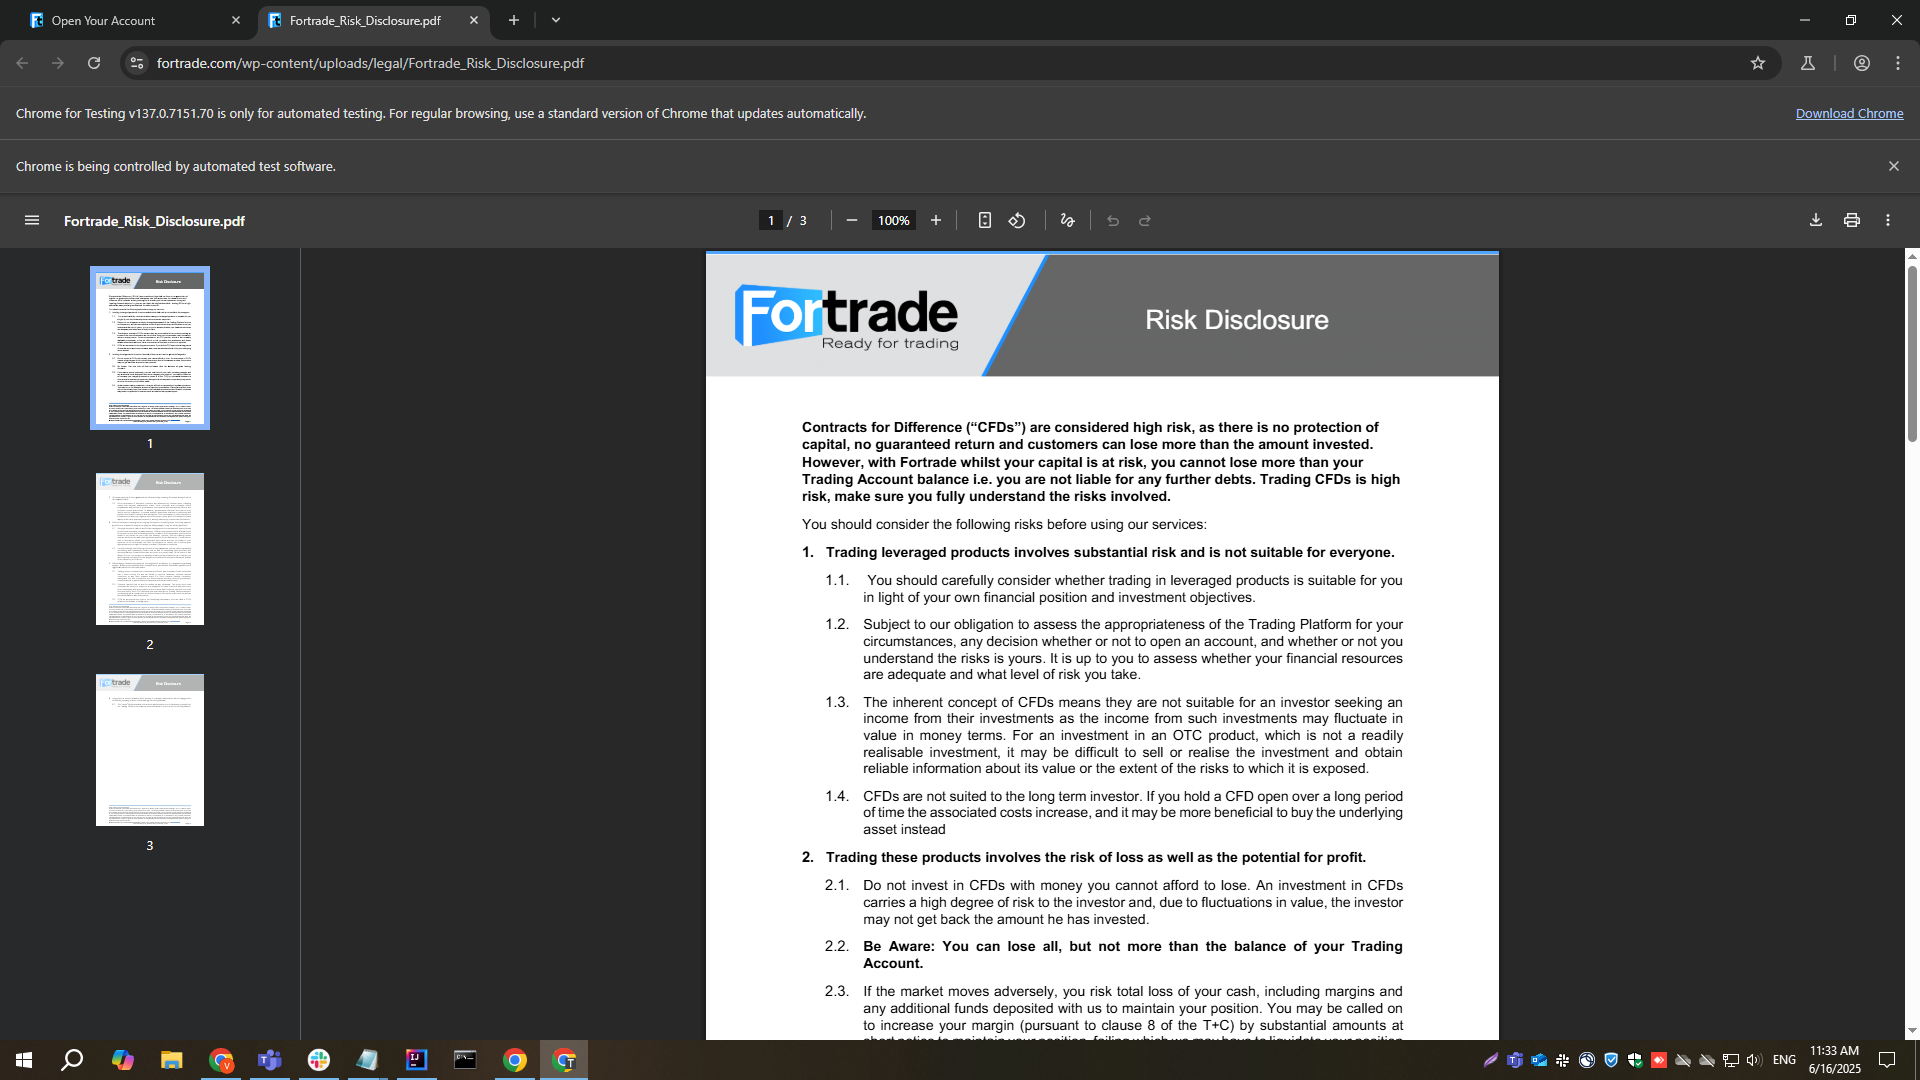 Open Your Account
Fortrade_Risk_Disclosure.pdf
fortrade.com/wp-content/uploads/legal/Fortrade_Risk_Disclosure.pdf
Chrome for Testing v137.0.7151.70 is only for automated testing. For regular browsing, use a standard version of Chrome that updates automatically.
Download Chrome
Chrome is being controlled by automated test software.
Fortrade_Risk_Disclosure.pdf
1 / 3
100%
1
2
3
Fortrade
Ready for trading
Risk Disclosure
Contracts for Difference (“CFDs”) are considered high risk, as there is no protection of
capital, no guaranteed return and customers can lose more than the amount invested.
However, with Fortrade whilst your capital is at risk, you cannot lose more than your
Trading Account balance i.e. you are not liable for any further debts. Trading CFDs is high
risk, make sure you fully understand the risks involved.
You should consider the following risks before using our services:
1. Trading leveraged products involves substantial risk and is not suitable for everyone.
1.1. You should carefully consider whether trading in leveraged products is suitable for you
in light of your own financial position and investment objectives.
1.2. Subject to our obligation to assess the appropriateness of the Trading Platform for your
circumstances, any decision whether or not to open an account, and whether or not you
understand the risks is yours. It is up to you to assess whether your financial resources
are adequate and what level of risk you take.
1.3. The inherent concept of CFDs means they are not suitable for an investor seeking an
income from their investments as the income from such investments may fluctuate in
value in money terms. For an investment in an OTC product, which is not a readily
realisable investment, it may be difficult to sell or realise the investment and obtain
reliable information about its value or the extent of the risks to which it is exposed.
1.4. CFDs are not suited to the long term investor. If you hold a CFD open over a long period
of time the associated costs increase, and it may be more beneficial to buy the underlying
asset instead
2. Trading these products involves the risk of loss as well as the potential for profit.
2.1. Do not invest in CFDs with money you cannot afford to lose. An investment in CFDs
carries a high degree of risk to the investor and, due to fluctuations in value, the investor
may not get back the amount he has invested.
2.2. Be Aware: You can lose all, but not more than the balance of your Trading
Account.
2.3. If the market moves adversely, you risk total loss of your cash, including margins and
any additional funds deposited with us to maintain your position. You may be called on
to increase your margin (pursuant to clause 8 of the T+C) by substantial amounts at
ENG
11:33 AM
6/16/2025